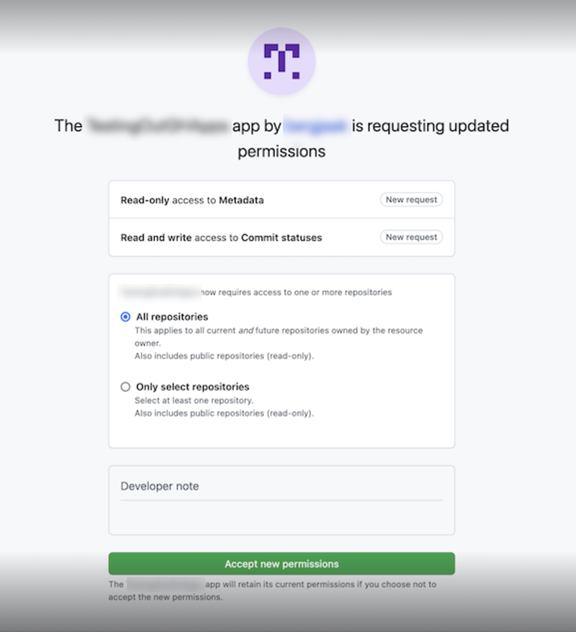 The app by is requesting updated
permissions
Read-only access to Metadata New request
Read and write access to Commit statuses New request
now requires access to one or more repositories
All repositories
This applies to all current and future repositories owned by the resource
owner.
Also includes public repositories (read-only).
Only select repositories
Select at least one repository.
Also includes public repositories (read-only).
Developer note
Accept new permissions
The app will retain its current permissions if you choose not to
accept the new permissions.